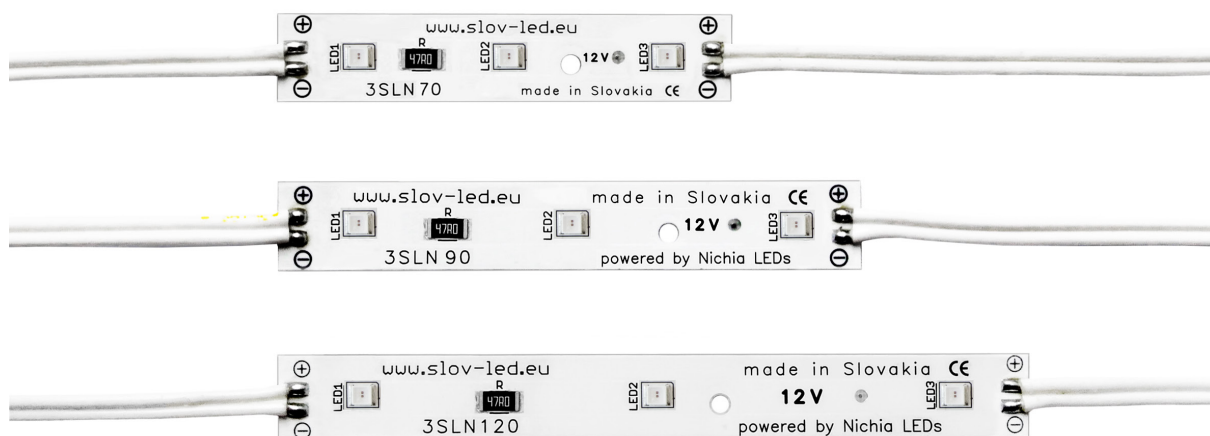 www.slov-led.eu
LED1 R 47R0 LED2 12V LED3
3SLN70 made in Slovakia CE
www.slov-led.eu made in Slovakia CE
LED1 R 47R0 LED2 12V LED3
3SLN90 powered by Nichia LEDs
www.slov-led.eu made in Slovakia CE
LED1 R 47R0 LED2 12V LED3
3SLN120 powered by Nichia LEDs